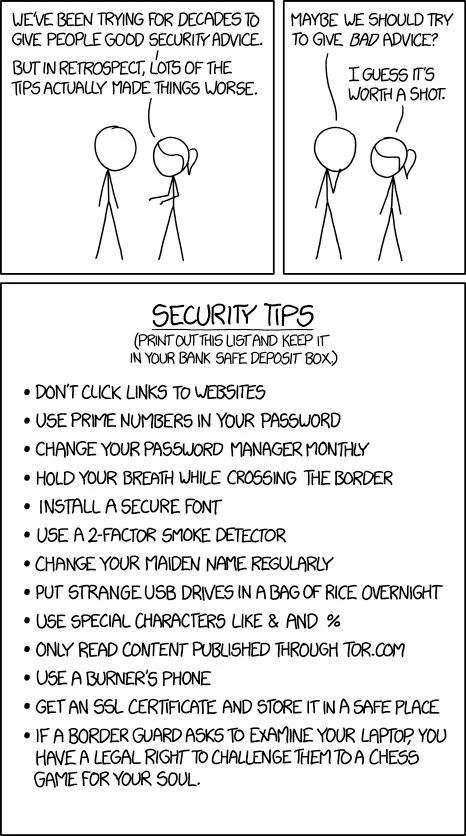 WE'VE BEEN TRYING FOR DECADES TO
GIVE PEOPLE GOOD SECURITY ADVICE.
BUT IN RETROSPECT, LOTS OF THE
TIPS ACTUALLY MADE THINGS WORSE.
MAYBE WE SHOULD TRY
TO GIVE BAD ADVICE?
I GUESS IT'S
WORTH A SHOT.
SECURITY TIPS
(PRINT OUT THIS LIST AND KEEP IT
IN YOUR BANK SAFE DEPOSIT BOX.)
• DON'T CLICK LINKS TO WEBSITES
• USE PRIME NUMBERS IN YOUR PASSWORD
• CHANGE YOUR PASSWORD MANAGER MONTHLY
• HOLD YOUR BREATH WHILE CROSSING THE BORDER
• INSTALL A SECURE FONT
• USE A 2-FACTOR SMOKE DETECTOR
• CHANGE YOUR MAIDEN NAME REGULARLY
• PUT STRANGE USB DRIVES IN A BAG OF RICE OVERNIGHT
• USE SPECIAL CHARACTERS LIKE & AND %
• ONLY READ CONTENT PUBLISHED THROUGH TOR.COM
• USE A BURNER'S PHONE
• GET AN SSL CERTIFICATE AND STORE IT IN A SAFE PLACE
• IF A BORDER GUARD ASKS TO EXAMINE YOUR LAPTOP, YOU
HAVE A LEGAL RIGHT TO CHALLENGE THEM TO A CHESS
GAME FOR YOUR SOUL.